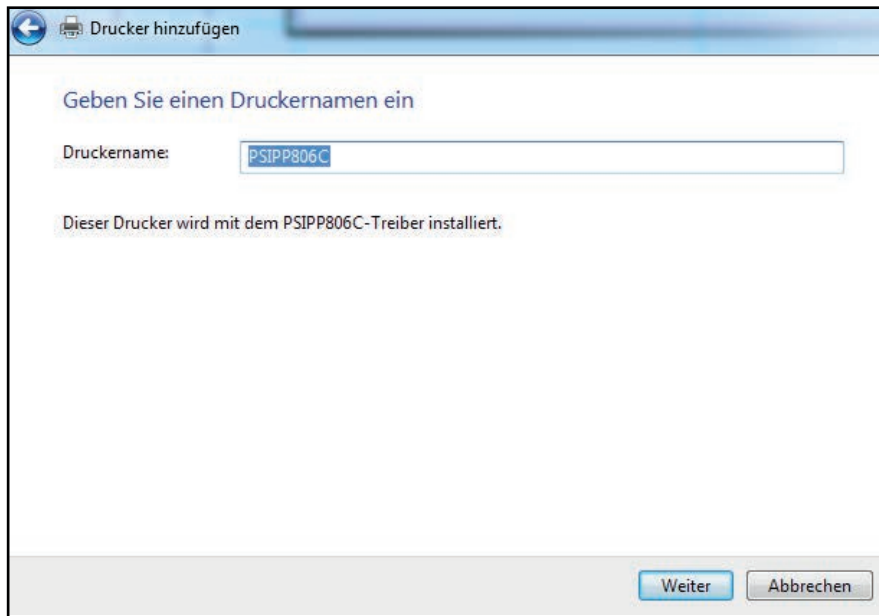 Drucker hinzufügen
Geben Sie einen Druckernamen ein
Druckername: PSIPP806C
Dieser Drucker wird mit dem PSIPP806C-Treiber installiert.
Weiter Abbrechen